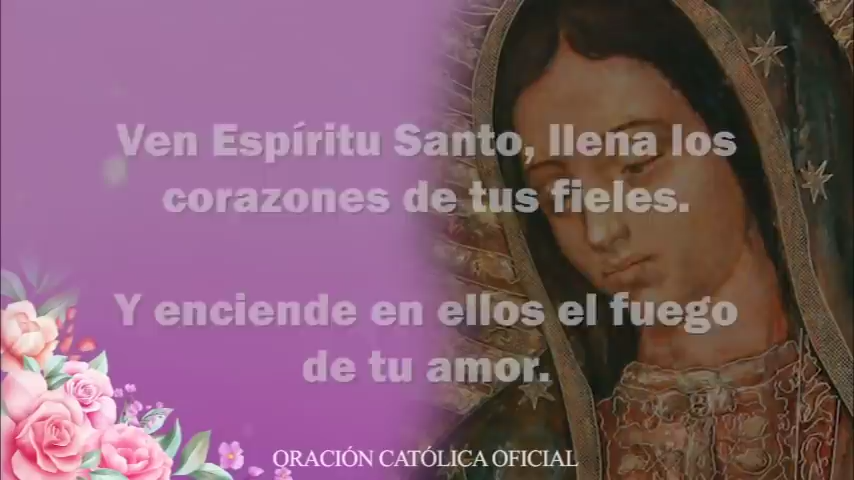 Ven Espíritu Santo, llena los
corazones de tus fieles.
Y enciende en ellos el fuego
de tu amor.
ORACIÓN CATÓLICA OFICIAL